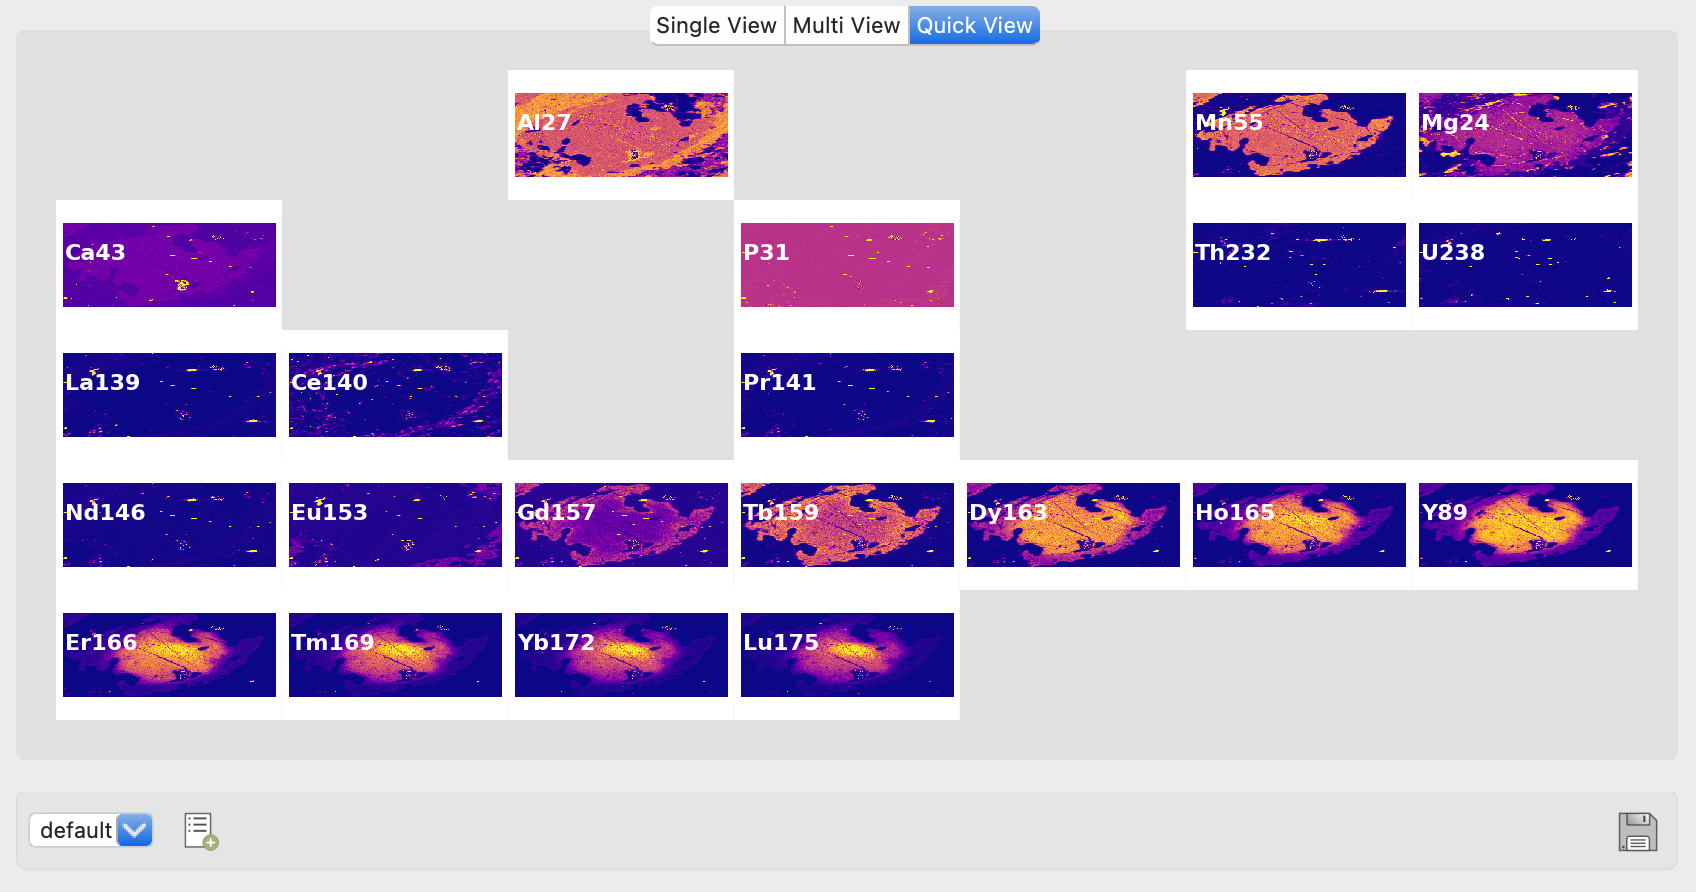 Single View Multi View Quick View
Al27 Mn55 Mg24
Ca43 P31 Th232 U238
La139 Ce140 Pr141
Nd146 Eu153 Gd157 Tb159 Dy163 Ho165 Y89
Er166 Tm169 Yb172 Lu175
default